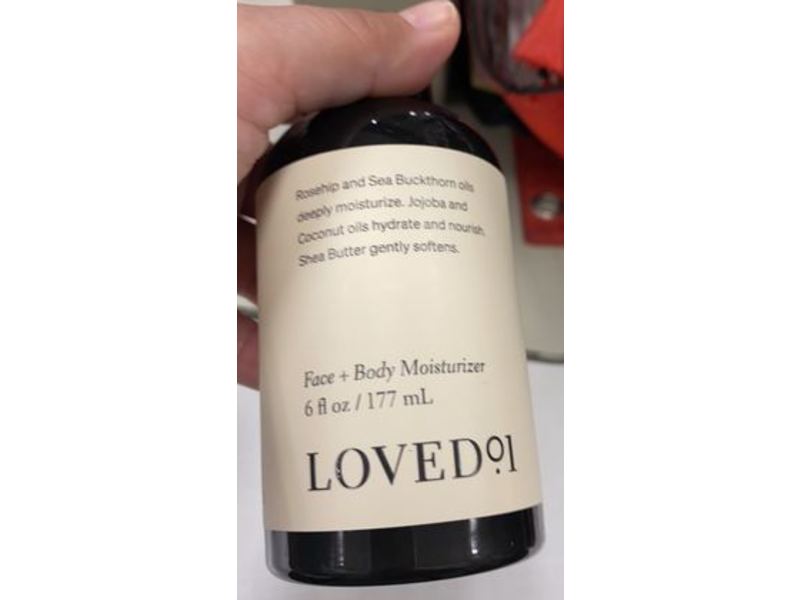 Rosehip and Sea Buckthorn oils
deeply moisturize. Jojoba and
Coconut oils hydrate and nourish.
Shea Butter gently softens.
Face + Body Moisturizer
6 fl oz / 177 mL
LOVED01